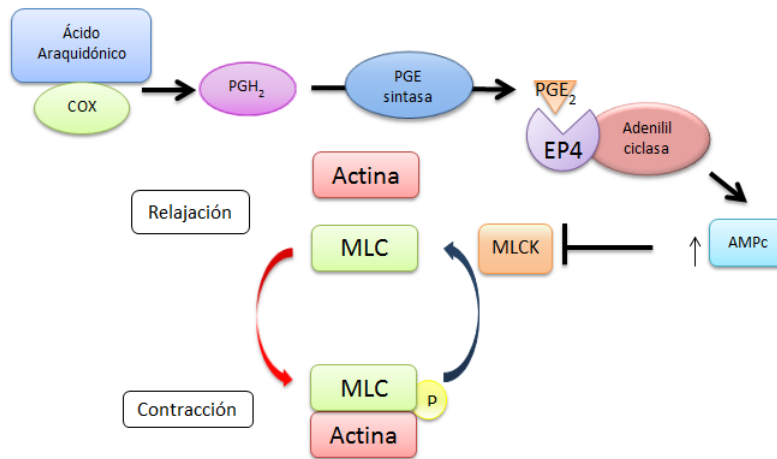 Ácido
Araquidónico
COX
PGH2
PGE
sintasa
PGE2
EP4
Adenilil
ciclasa
Actina
Relajación
MLC
MLCK
AMPc
MLC
P
Contracción
Actina